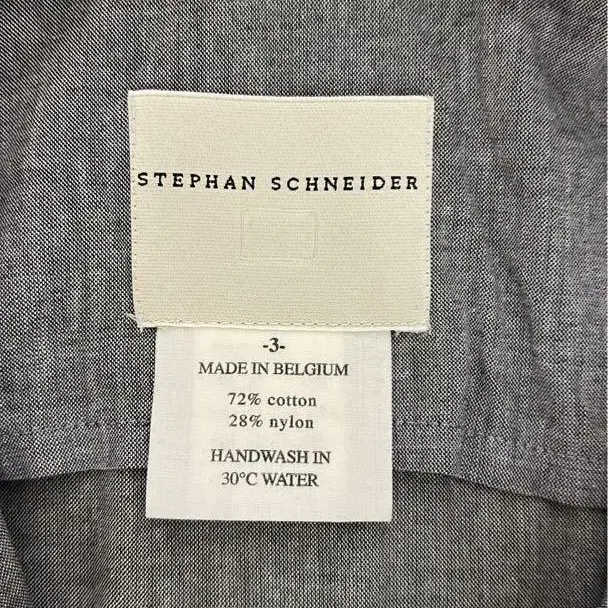 STEPHAN SCHNEIDER
-3-
MADE IN BELGIUM
72% cotton
28% nylon
HANDWASH IN
30°C WATER